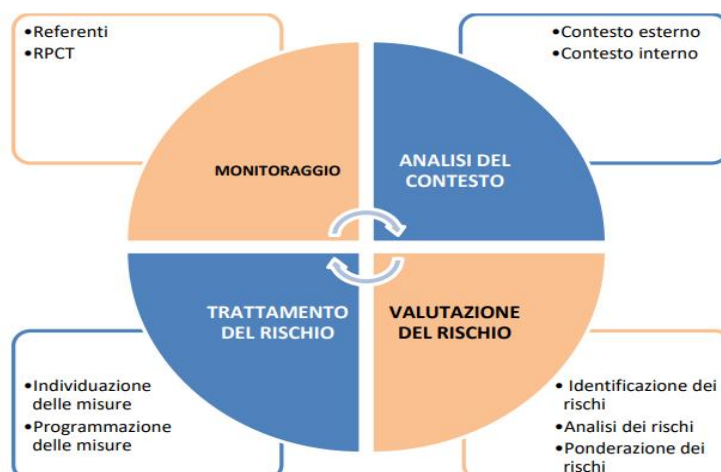 •Referenti
•RPCT
•Contesto esterno
•Contesto interno
MONITORAGGIO
ANALISI DEL
CONTESTO
TRATTAMENTO
DEL RISCHIO
VALUTAZIONE
DEL RISCHIO
•Individuazione
delle misure
•Programmazione
delle misure
• Identificazione dei
rischi
•Analisi dei rischi
•Ponderazione dei
rischi